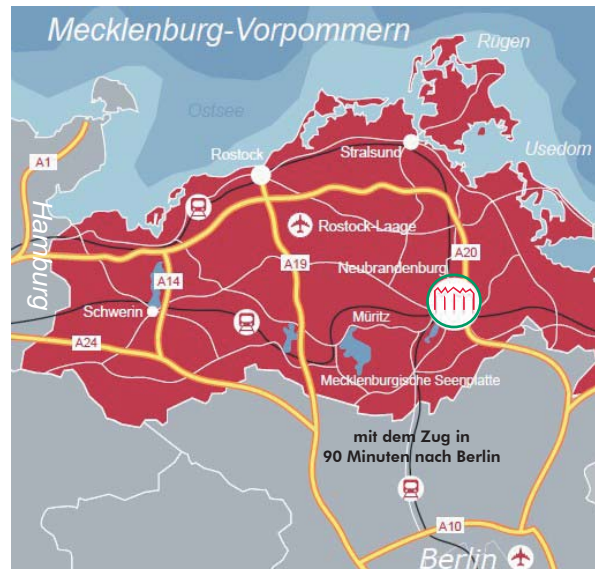 Mecklenburg-Vorpommern
Rügen
Ostsee
Usedom
A1
Rostock
Stralsund
Hamburg
Rostock-Laage
A20
A19
Neubrandenburg
A14
Schwerin
Müritz
A24
Mecklenburgische Seenplatte
mit dem Zug in
90 Minuten nach Berlin
A10
Berlin